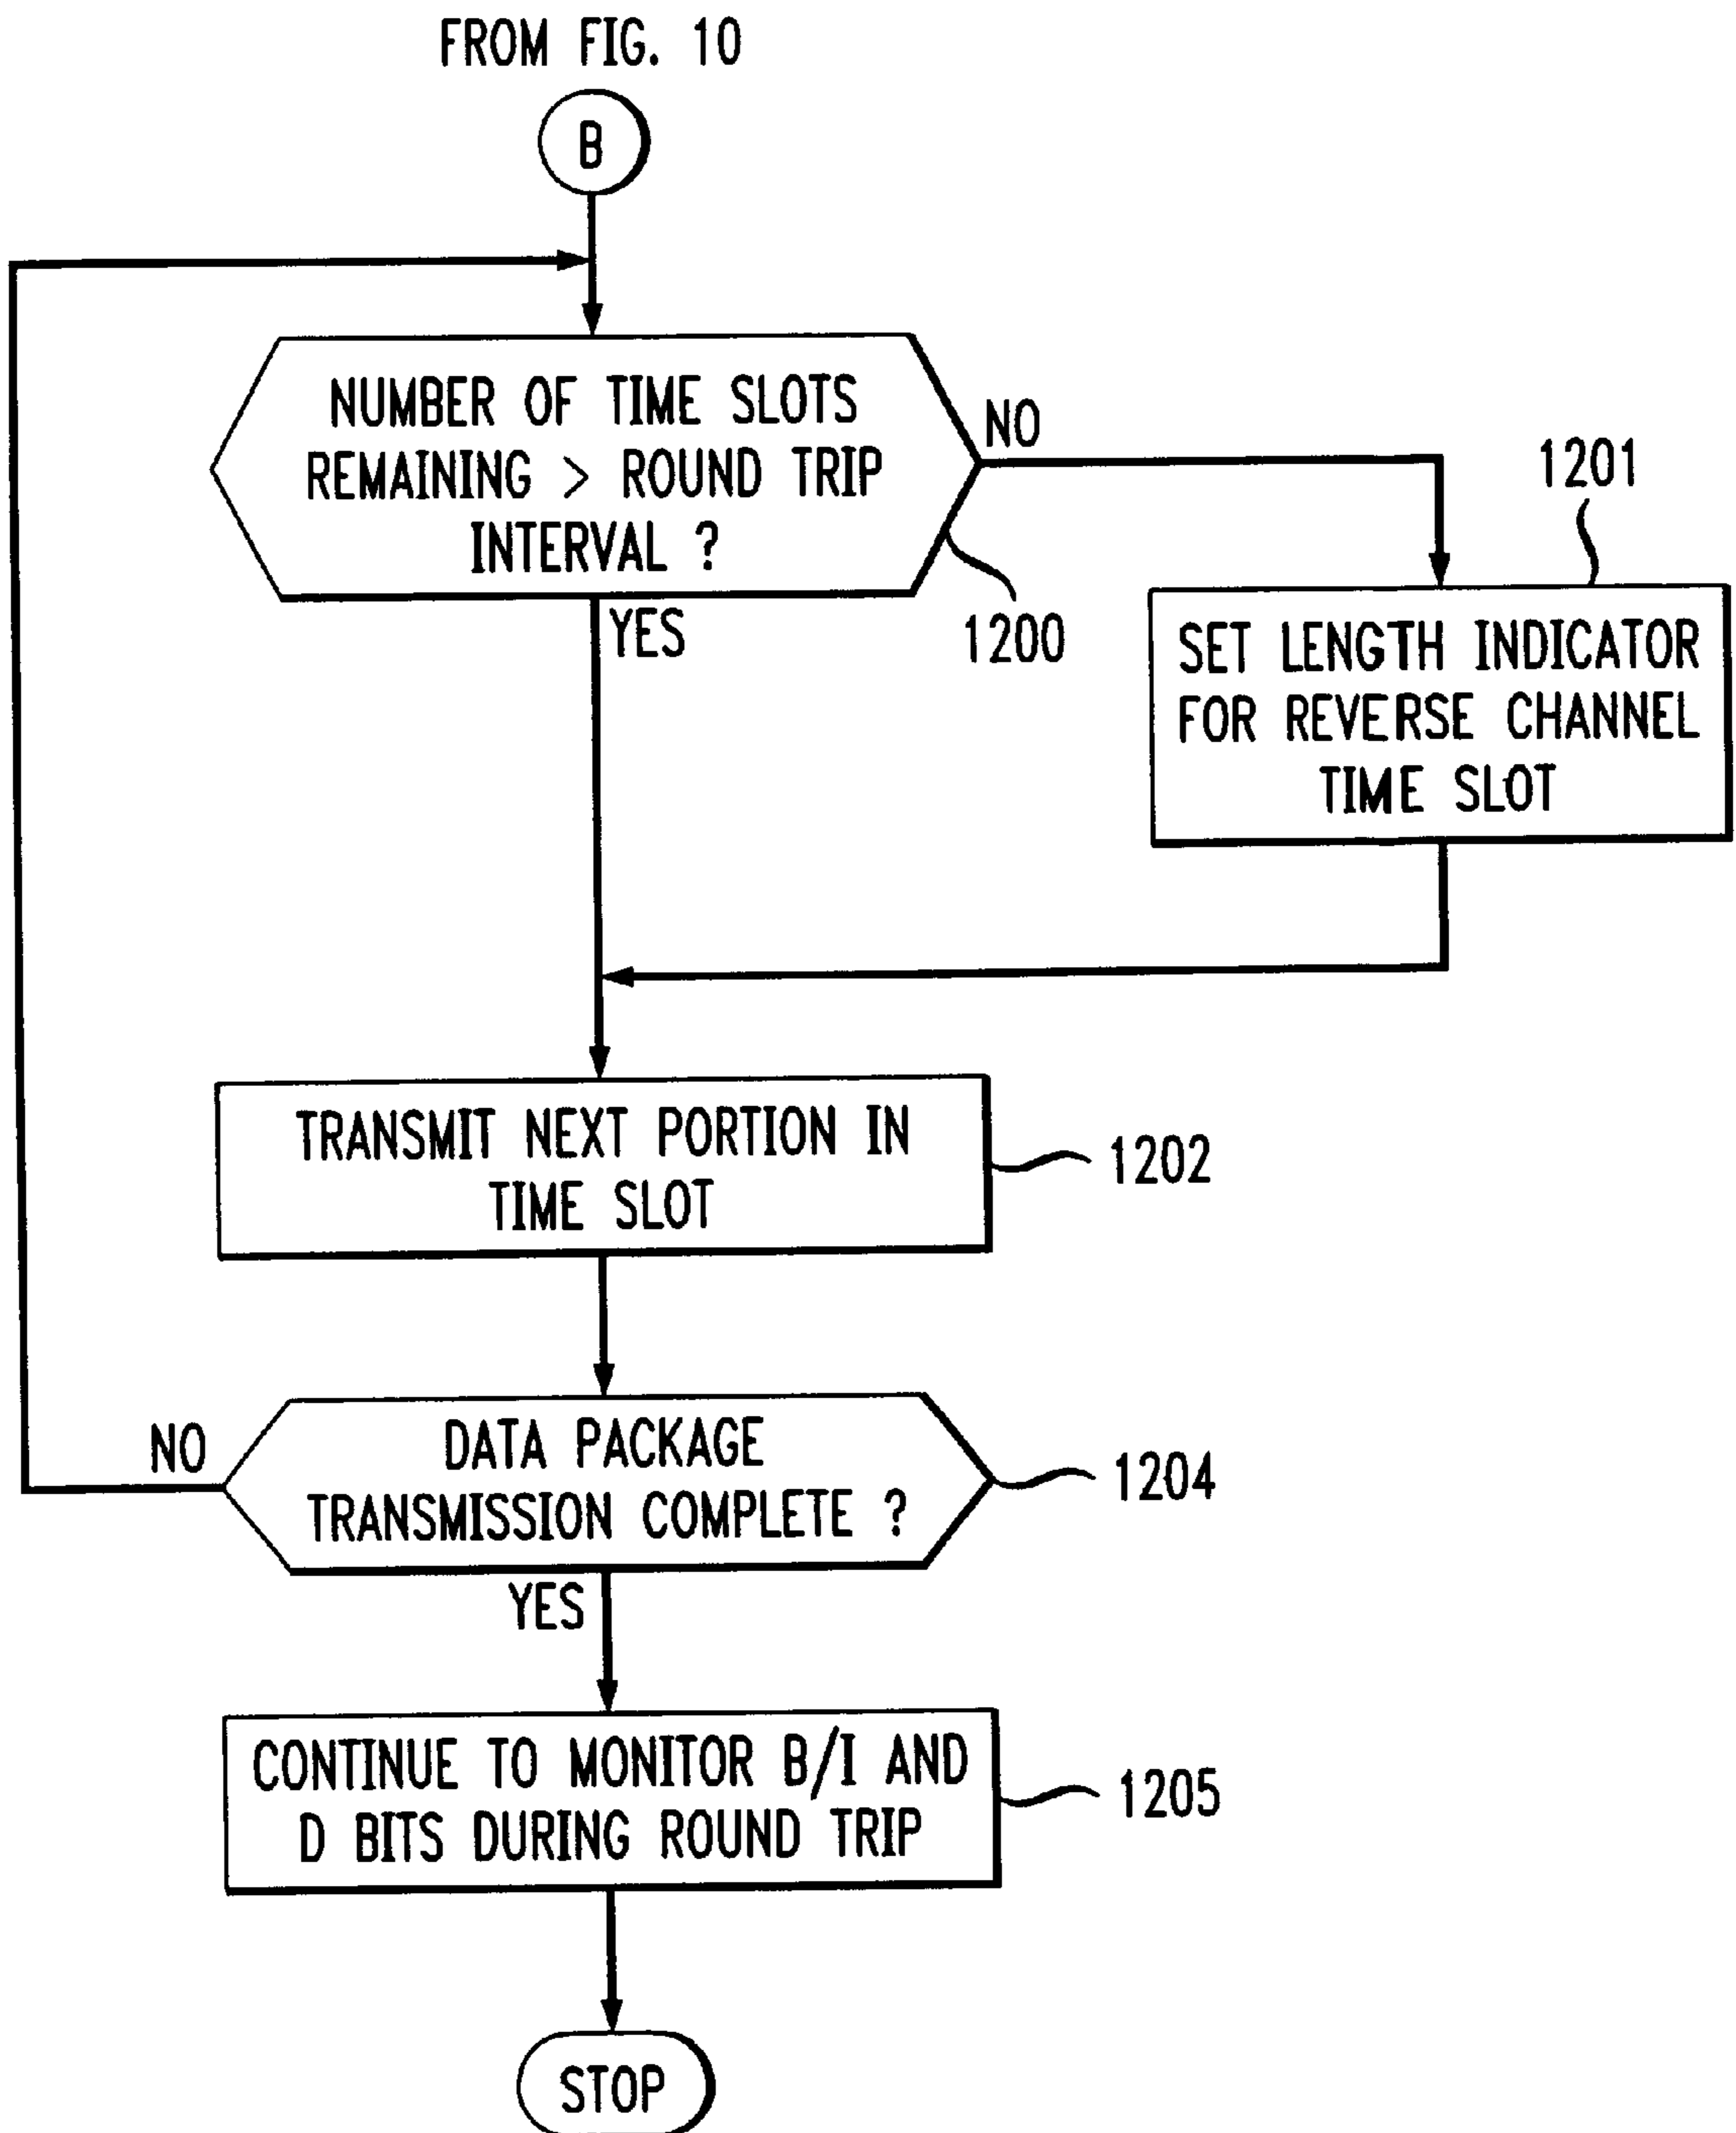 FROM FIG. 10
B
NUMBER OF TIME SLOTS
REMAINING > ROUND TRIP
INTERVAL ?
NO
1200
YES
1201
SET LENGTH INDICATOR
FOR REVERSE CHANNEL
TIME SLOT
TRANSMIT NEXT PORTION IN
TIME SLOT
1202
DATA PACKAGE
TRANSMISSION COMPLETE ?
NO
1204
YES
CONTINUE TO MONITOR B/I AND
D BITS DURING ROUND TRIP
1205
STOP